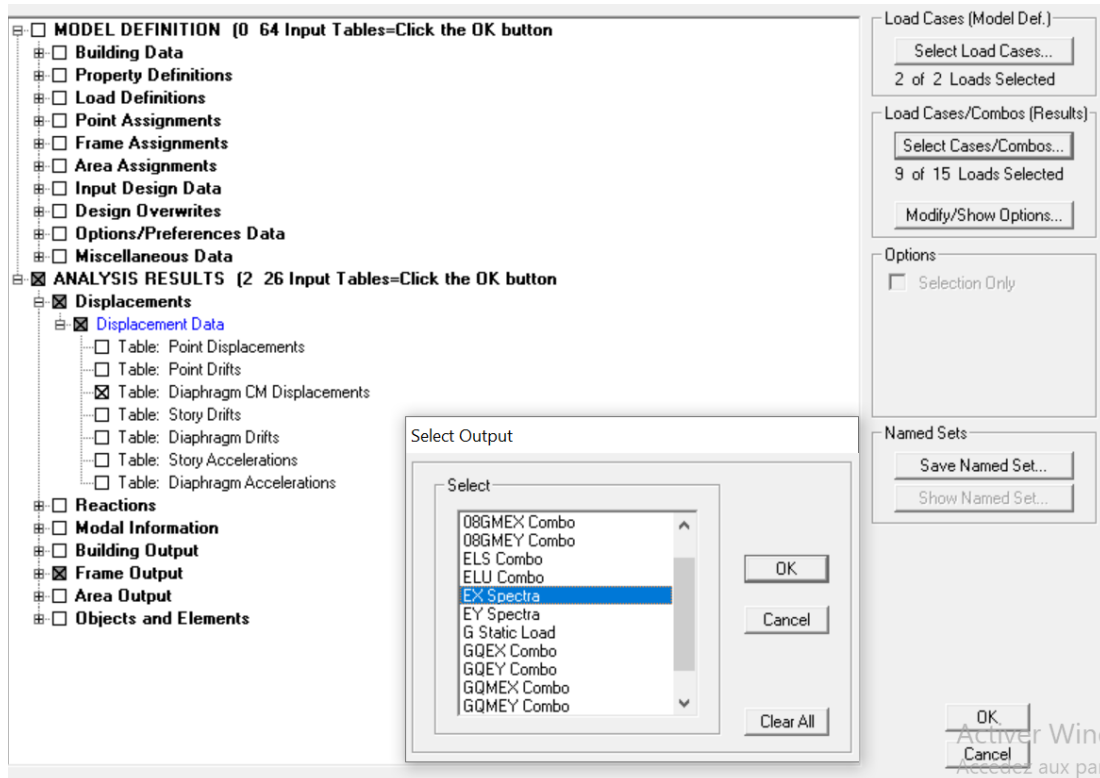 MODEL DEFINITION (0 64 Input Tables=Click the OK button
Building Data
Property Definitions
Load Definitions
Point Assignments
Frame Assignments
Area Assignments
Input Design Data
Design Overwrites
Options/Preferences Data
Miscellaneous Data
ANALYSIS RESULTS (2 26 Input Tables=Click the OK button
Displacements
Displacement Data
Table: Point Displacements
Table: Point Drifts
Table: Diaphragm CM Displacements
Table: Story Drifts
Table: Diaphragm Drifts
Table: Story Accelerations
Table: Diaphragm Accelerations
Reactions
Modal Information
Building Output
Frame Output
Area Output
Objects and Elements
Load Cases (Model Def.)
Select Load Cases...
2 of 2 Loads Selected
Load Cases/Combos (Results)
Select Cases/Combos...
9 of 15 Loads Selected
Modify/Show Options...
Options
Selection Only
Named Sets
Save Named Set...
Show Named Set...
Select Output
Select
08GMEX Combo
08GMEY Combo
ELS Combo
ELU Combo
EX Spectra
EY Spectra
G Static Load
GQEX Combo
GQEY Combo
GQMEX Combo
GQMEY Combo
OK
Cancel
Clear All
OK
Activer Win
Cancel
Accédez aux pa